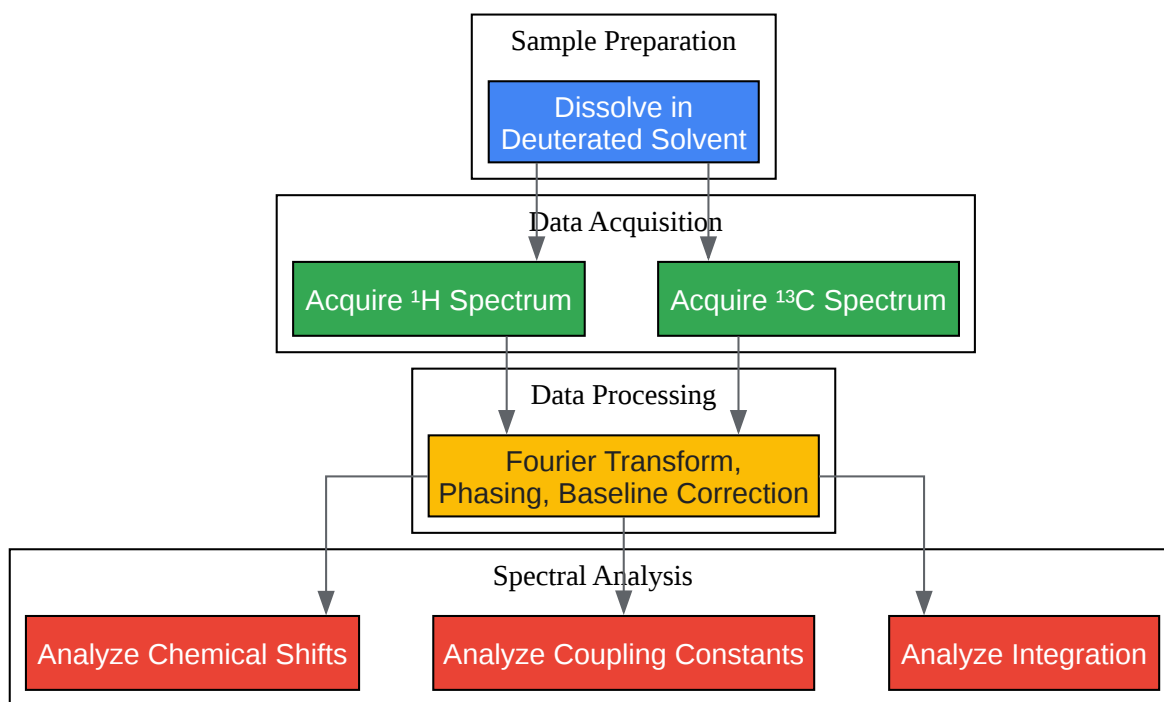 Sample Preparation
Dissolve in
Deuterated Solvent
Data Acquisition
Acquire ¹H Spectrum
Acquire ¹³C Spectrum
Data Processing
Fourier Transform,
Phasing, Baseline Correction
Spectral Analysis
Analyze Chemical Shifts
Analyze Coupling Constants
Analyze Integration